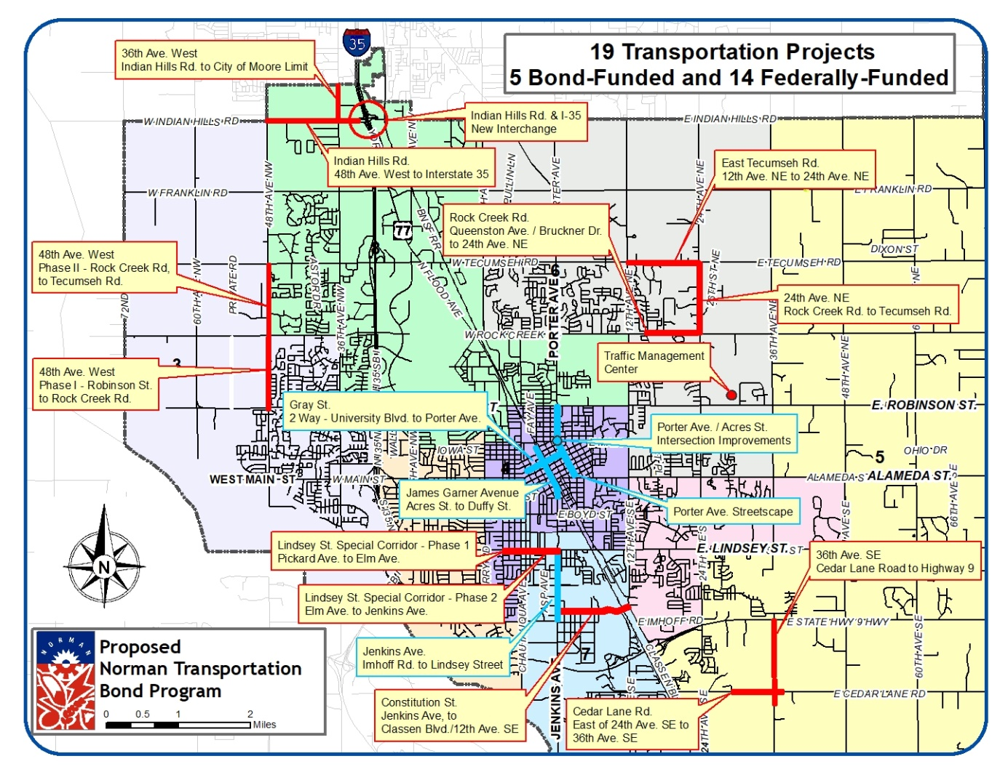 35
19 Transportation Projects
5 Bond-Funded and 14 Federally-Funded
36th Ave. West
Indian Hills Rd. to City of Moore Limit
W INDIAN HILLS RD
E INDIAN HILLS RD
Indian Hills Rd. & I-35
New Interchange
Indian Hills Rd.
48th Ave. West to Interstate 35
East Tecumseh Rd.
12th Ave. NE to 24th Ave. NE
W FRANKLIN RD
E FRANKLIN RD
48TH AVE NW
Rock Creek Rd.
Queenston Ave. / Bruckner Dr.
to 24th Ave. NE
77
BNSF RR
8
DIXON ST
48th Ave. West
Phase II - Rock Creek Rd,
to Tecumseh Rd.
W TECUMSEH RD
E TECUMSEH RD
6
N FLOOD AVE
PORTER AVE
12TH AVE NE
26TH ST NE
24th Ave. NE
Rock Creek Rd. to Tecumseh Rd.
72ND
60TH AVE NW
PRIVATE RD
ASTOR DR
36TH AVE NW
W ROCK CREEK
36TH AVE NE
48TH AVE NW
3
Traffic Management
Center
48th Ave. West
Phase I - Robinson St.
to Rock Creek Rd.
Gray St.
2 Way - University Blvd. to Porter Ave.
FAY AVE
E. ROBINSON ST.
Porter Ave. / Acres St.
Intersection Improvements
IOWA ST
4
5
OHIO DR
WEST MAIN ST
W MAIN ST
ALAMEDA ST
ALAMEDA ST.
James Garner Avenue
Acres St. to Duffy St.
Porter Ave. Streetscape
E BOYD ST
66TH AVE SE
N
Lindsey St. Special Corridor - Phase 1
Pickard Ave. to Elm Ave.
E. LINDSEY ST.
36th Ave. SE
Cedar Lane Road to Highway 9
12TH AVE SE
Lindsey St. Special Corridor - Phase 2
Elm Ave. to Jenkins Ave.
E IMHOFF RD
E STATE HWY 9 HWY
60TH AVE SE
Jenkins Ave.
Imhoff Rd. to Lindsey Street
7
JENKINS AVE
E CEDAR LANE RD
Constitution St.
Jenkins Ave, to
Classen Blvd./12th Ave. SE
Cedar Lane Rd.
East of 24th Ave. SE to
36th Ave. SE
NORMAN
Proposed
Norman Transportation
Bond Program
0 0.5 1 2
Miles